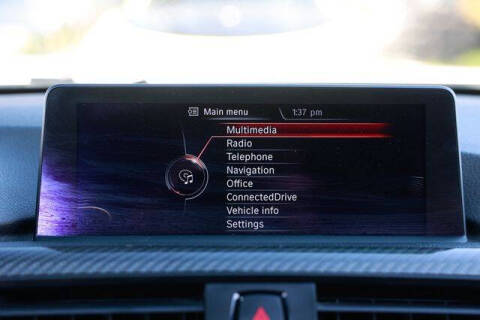 Main menu 1:37 pm
Multimedia
Radio
Telephone
Navigation
Office
ConnectedDrive
Vehicle info
Settings